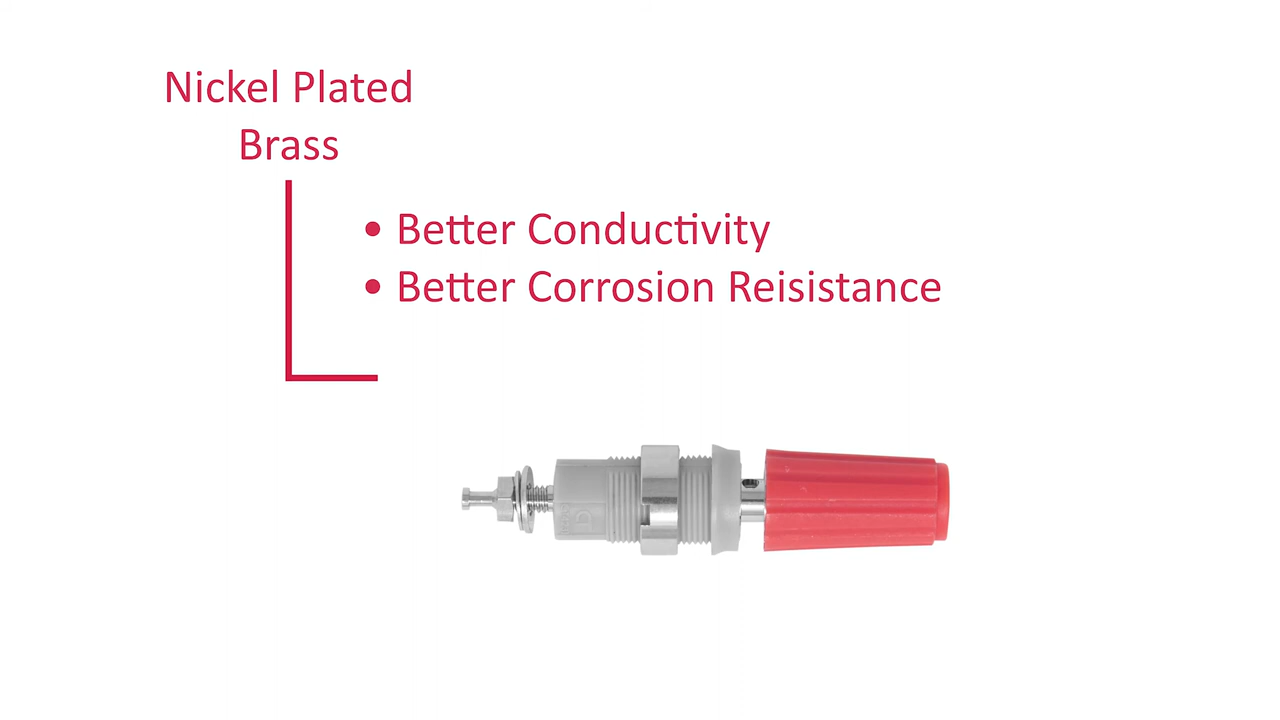 Nickel Plated
Brass
• Better Conductivity
• Better Corrosion Reisistance